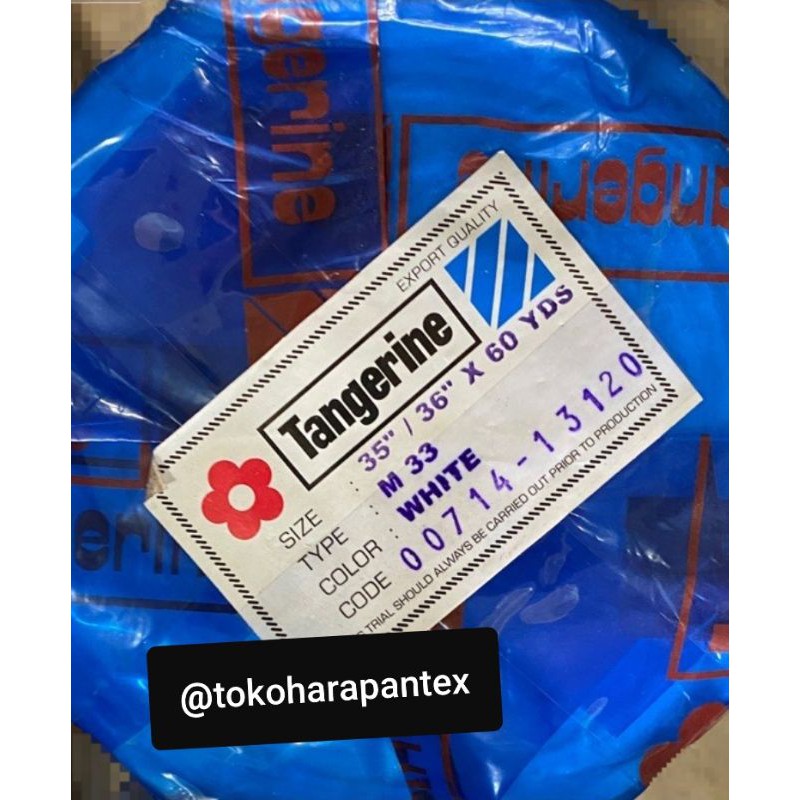 Tangerine
EXPORT QUALITY
SIZE : 35" / 36" X 60 YDS
TYPE : M 33
COLOR : WHITE
CODE 00714-13120
TRIAL SHOULD ALWAYS BE CARRIED OUT PRIOR TO PRODUCTION
@tokoharapantex